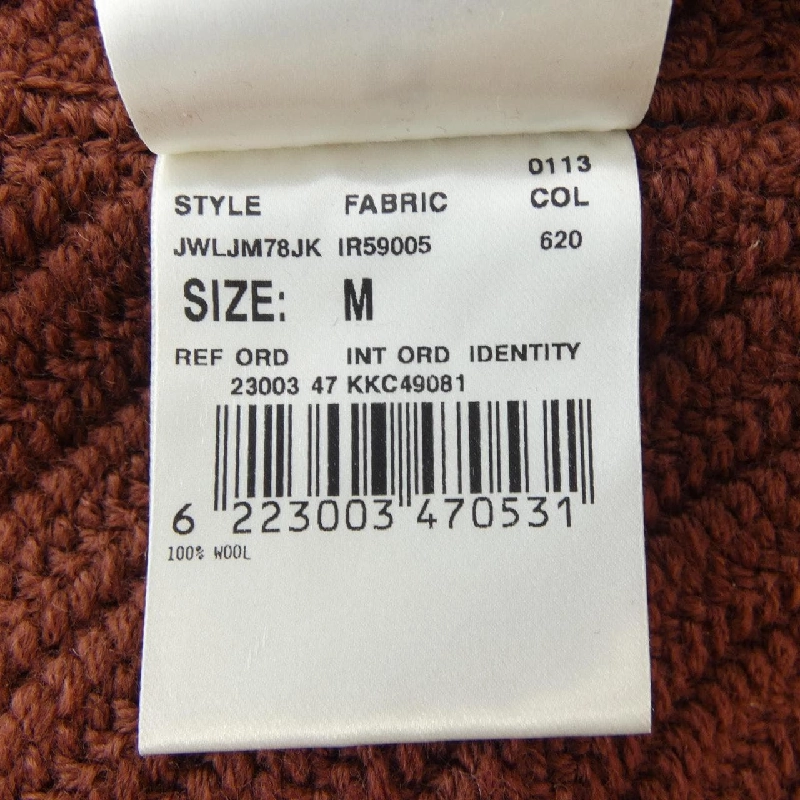 0113
STYLE FABRIC COL
JWLJM78JK IR59005 620
SIZE: M
REF ORD INT ORD IDENTITY
23003 47 KKC49081
6 223003 470531
100% WOOL